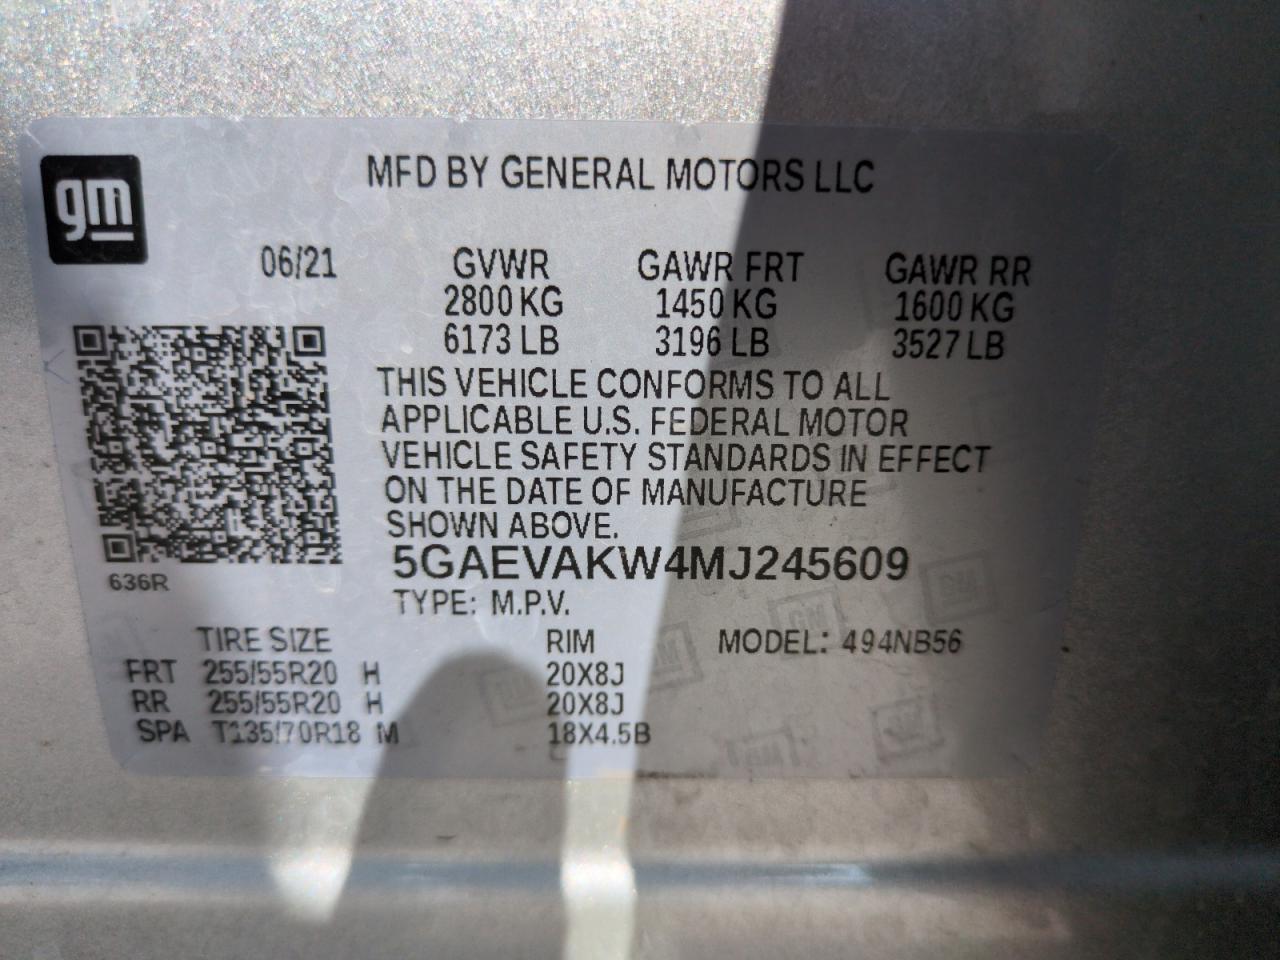 gm
MFD BY GENERAL MOTORS LLC
06/21 GVWR GAWR FRT GAWR RR
2800 KG 1450 KG 1600 KG
6173 LB 3196 LB 3527 LB
THIS VEHICLE CONFORMS TO ALL
APPLICABLE U.S. FEDERAL MOTOR
VEHICLE SAFETY STANDARDS IN EFFECT
ON THE DATE OF MANUFACTURE
SHOWN ABOVE.
5GAEVAKW4MJ245609
636R
TYPE: M.P.V.
TIRE SIZE RIM MODEL: 494NB56
FRT 255/55R20 H 20X8J
RR 255/55R20 H 20X8J
SPA T135/70R18 M 18X4.5B